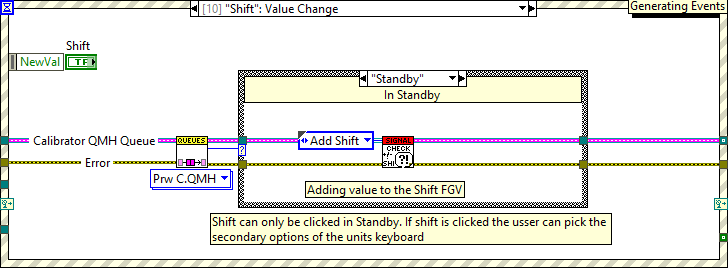 [10] "Shift": Value Change
Generating Events
Shift
NewVal
TF
"Standby"
In Standby
Calibrator QMH Queue
QUEUES
Add Shift
CHECK
Error
Prw C.QMH
Adding value to the Shift FGV
Shift can only be clicked in Standby. If shift is clicked the usser can pick the
secondary options of the units keyboard